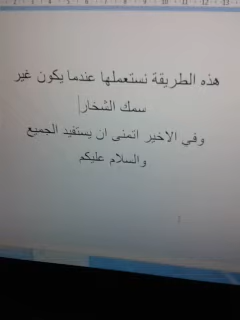 هذه الطريقة نستعملها عندما يكون غير
سمك الشخار
وفي الاخير اتمنى ان يستفيد الجميع
والسلام عليكم